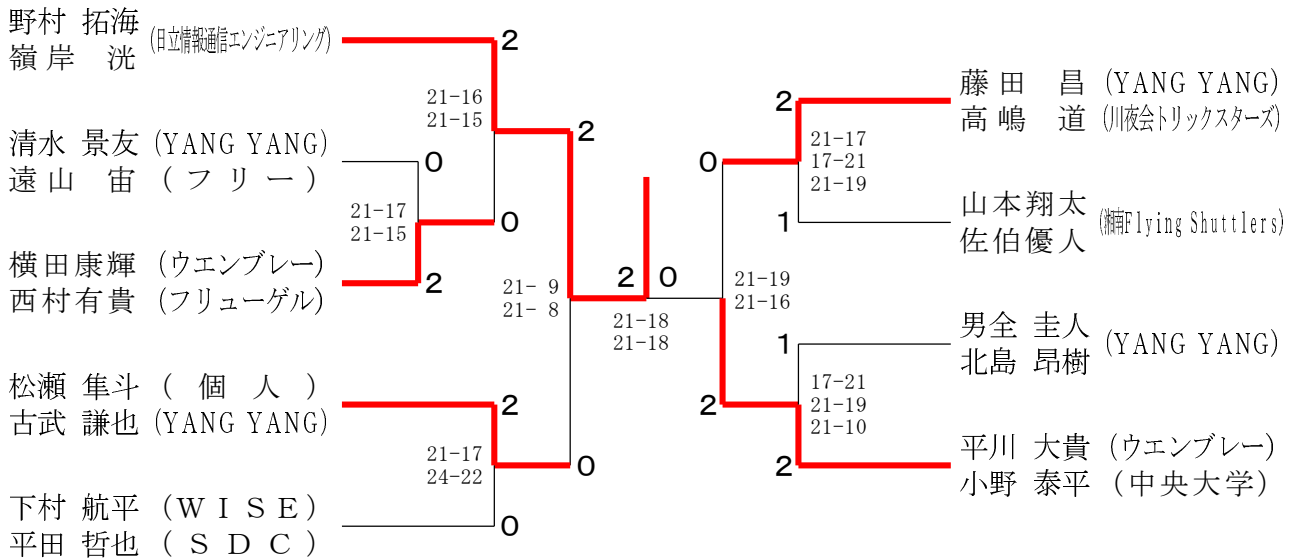 野村 拓海 (日立情報通信エンジニアリング)
嶺岸 洸
清水 景友 (YANG YANG)
遠山 宙 (フリー)
横田康輝 (ウエンブレー)
西村有貴 (フリューゲル)
松瀬 隼斗 (個人)
古武 謙也 (YANG YANG)
下村 航平 (WISE)
平田 哲也 (SDC)
2
21-16
21-15
0
21-17
21-15
2
0
2
21- 9
21- 8
2
21-17
24-22
0
0
2 0
21-18
21-18
0
21-19
21-16
2
2
21-17
17-21
21-19
1
1
17-21
21-19
21-10
2
藤田 昌 (YANG YANG)
高嶋 道 (川夜会トリックスターズ)
山本翔太 (湘南Flying Shuttlers)
佐伯優人
男全 圭人 (YANG YANG)
北島 昂樹
平川 大貴 (ウエンブレー)
小野 泰平 (中央大学)